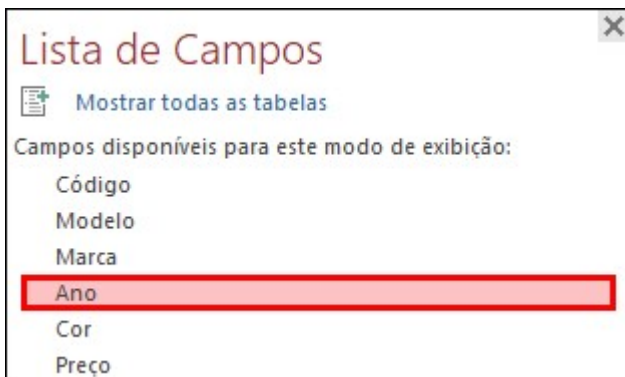 Lista de Campos
Mostrar todas as tabelas
Campos disponíveis para este modo de exibição:
Código
Modelo
Marca
Ano
Cor
Preço